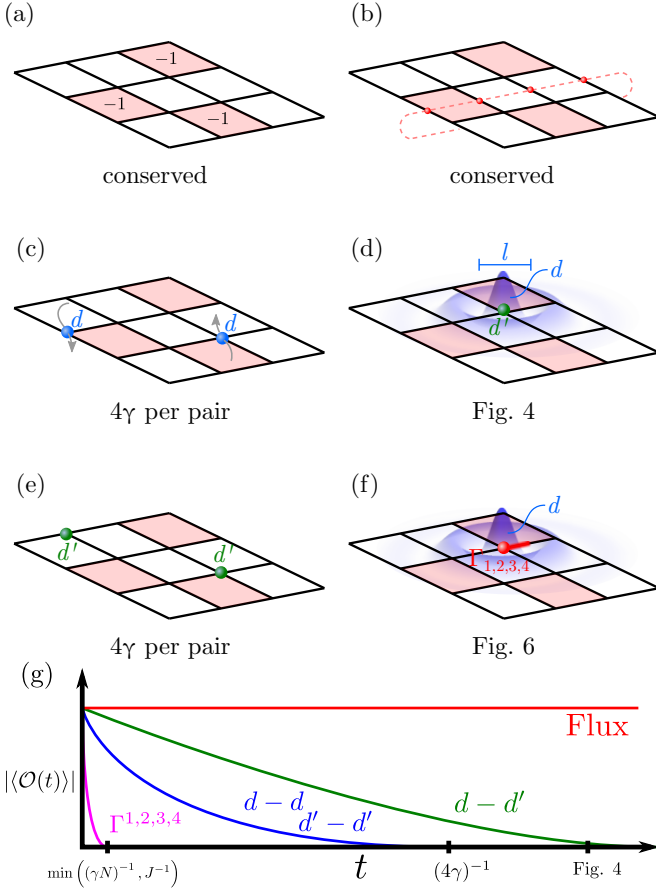 (a)
(b)
−1
−1
−1
conserved
conserved
(c)
(d)
l
d
d
d
d′
4γ per pair
Fig. 4
(e)
(f)
d
d′
d′
Γ1,2,3,4
4γ per pair
Fig. 6
(g)
Flux
|⟨𝒪(t)⟩|
d − d
d − d′
Γ^1,2,3,4
d′ − d′
min((γN)^−1, J^−1)
t
(4γ)^−1
Fig. 4